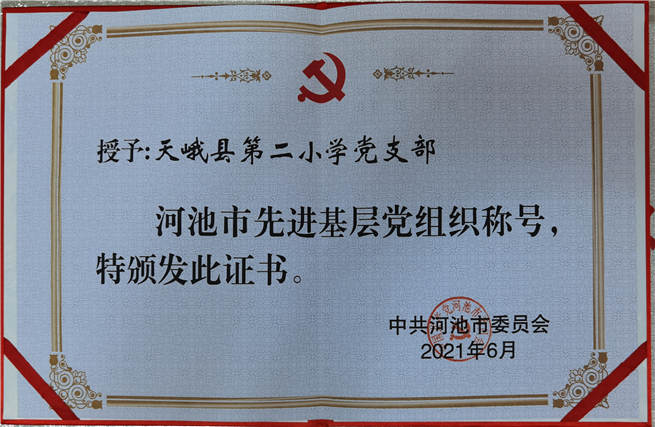 授予:天峨县第二小学党支部
河池市先进基层党组织称号，
特颁发此证书。
中共河池市委员会
2021年6月